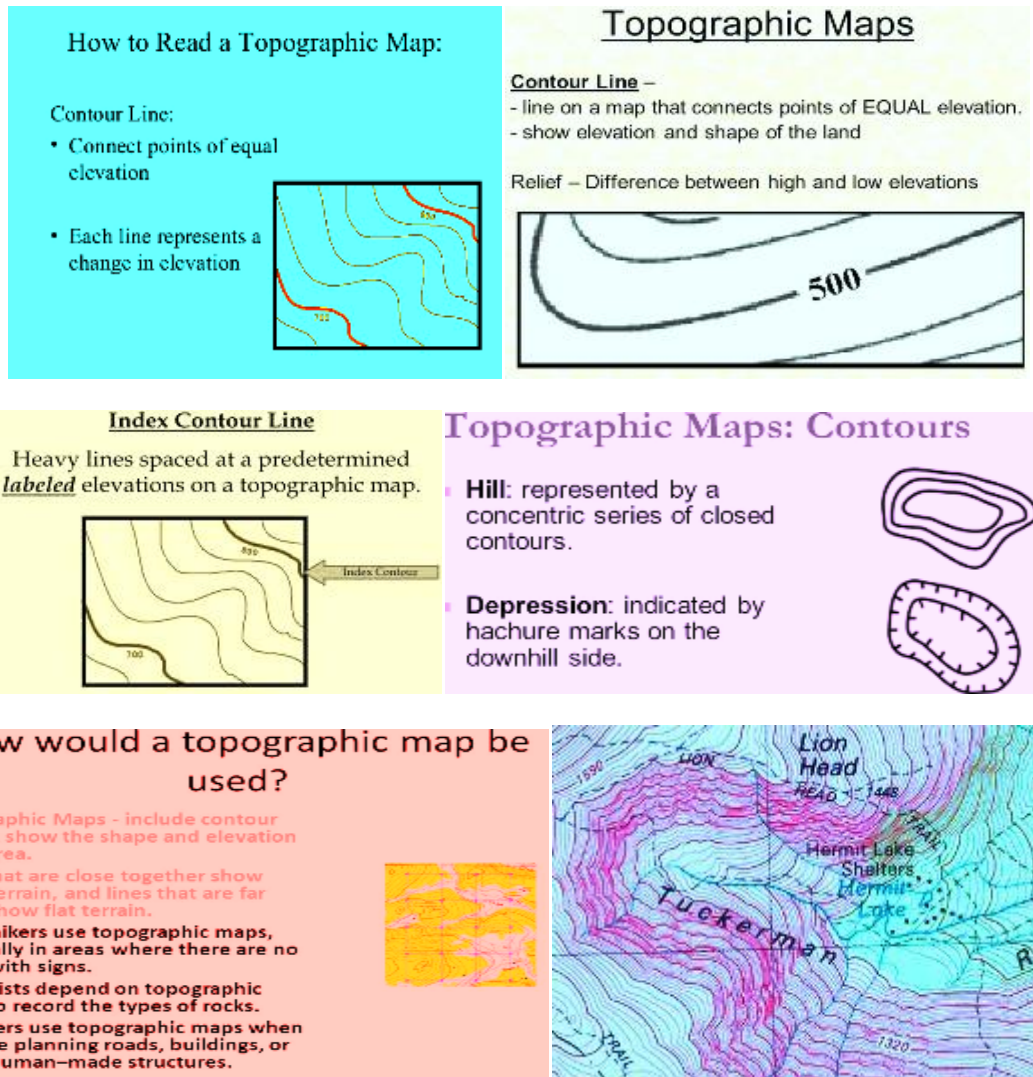 How to Read a Topographic Map:
Contour Line:
• Connect points of equal
elevation
• Each line represents a
change in elevation
700
Topographic Maps
Contour Line –
- line on a map that connects points of EQUAL elevation.
- show elevation and shape of the land
Relief – Difference between high and low elevations
500
Index Contour Line
Heavy lines spaced at a predetermined
labeled elevations on a topographic map.
800
Index Contour
700
Topographic Maps: Contours
Hill: represented by a
concentric series of closed
contours.
Depression: indicated by
hachure marks on the
downhill side.
w would a topographic map be
used?
aphic Maps - include contour
show the shape and elevation
rea.
hat are close together show
errain, and lines that are far
how flat terrain.
ikers use topographic maps,
lly in areas where there are no
with signs.
ists depend on topographic
o record the types of rocks.
ers use topographic maps when
e planning roads, buildings, or
uman–made structures.
Lion
Head
LION
HEAD
1448
TRAIL
Hermit Lake
Shelters
Hermit
Lake
Tuckerman
R
1320
TRAIL